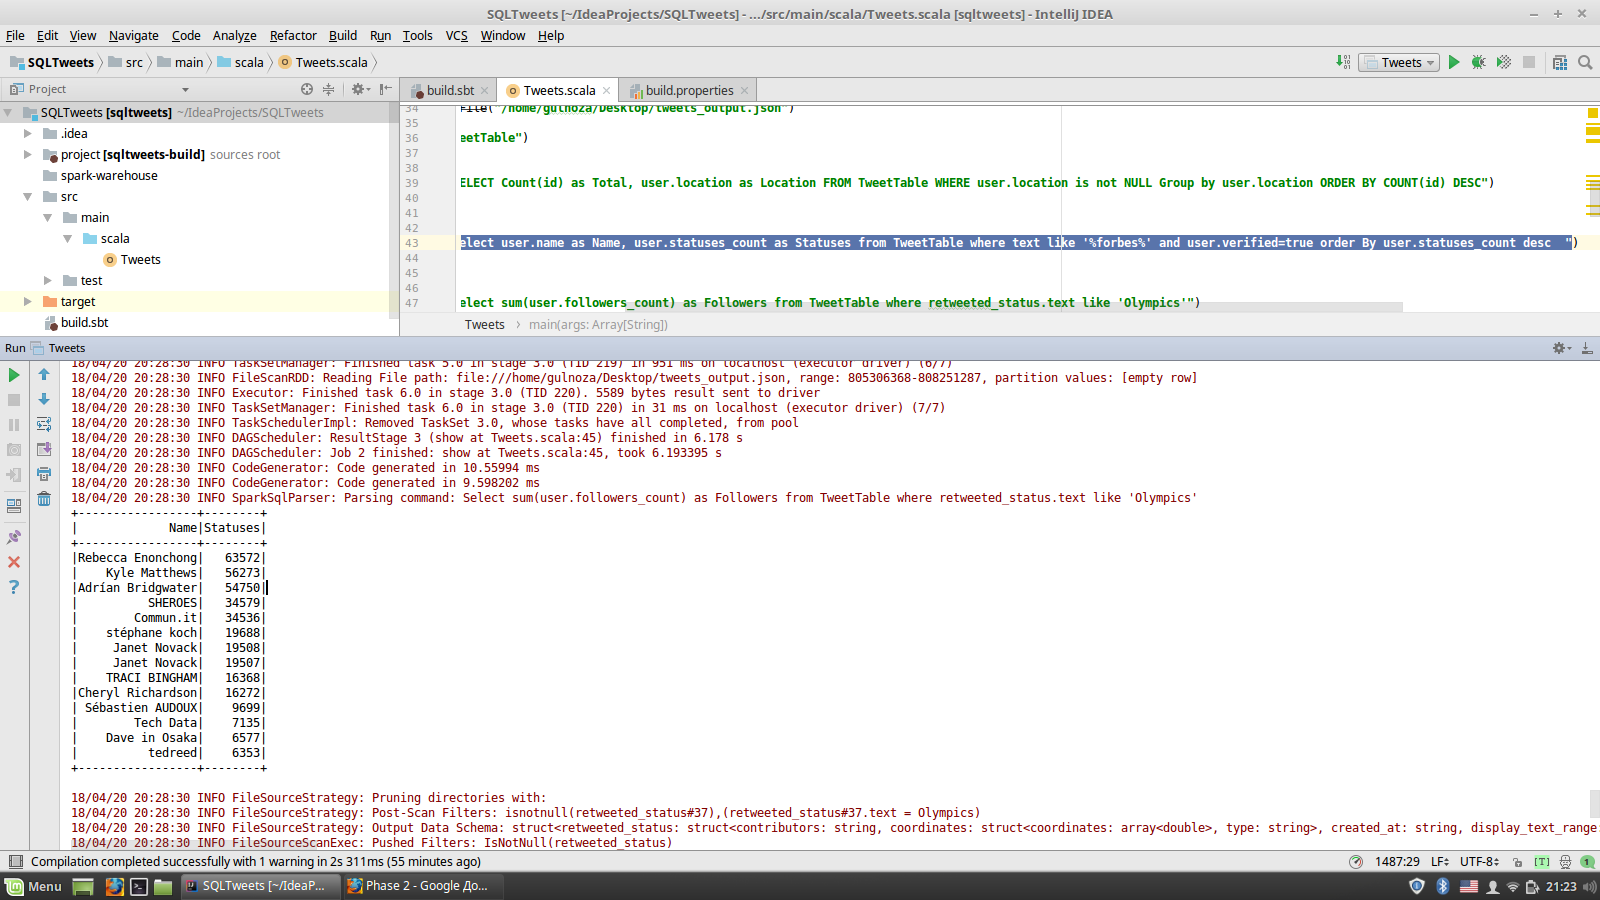 SQLTweets [~/IdeaProjects/SQLTweets] - .../src/main/scala/Tweets.scala [sqltweets] - IntelliJ IDEA
File Edit View Navigate Code Analyze Refactor Build Run Tools VCS Window Help
SQLTweets src main scala Tweets.scala
Tweets
Project
build.sbt Tweets.scala build.properties
SQLTweets [sqltweets] ~/IdeaProjects/SQLTweets
.idea
project [sqltweets-build] sources root
spark-warehouse
src
main
scala
Tweets
test
target
build.sbt
34 File("/home/gulnoza/Desktop/tweets_output.json")
35
36 eetTable")
37
38
39 ELECT Count(id) as Total, user.location as Location FROM TweetTable WHERE user.location is not NULL Group by user.location ORDER BY COUNT(id) DESC")
40
41
42
43 elect user.name as Name, user.statuses_count as Statuses from TweetTable where text like '%forbes%' and user.verified=true order By user.statuses_count desc  ")
44
45
46
47 elect sum(user.followers_count) as Followers from TweetTable where retweeted_status.text like 'Olympics'")
Tweets main(args: Array[String])
Run Tweets
18/04/20 20:28:30 INFO TaskSetManager: Finished task 5.0 in stage 3.0 (TID 219) in 951 ms on localhost (executor driver) (6/7)
18/04/20 20:28:30 INFO FileScanRDD: Reading File path: file:///home/gulnoza/Desktop/tweets_output.json, range: 805306368-808251287, partition values: [empty row]
18/04/20 20:28:30 INFO Executor: Finished task 6.0 in stage 3.0 (TID 220). 5589 bytes result sent to driver
18/04/20 20:28:30 INFO TaskSetManager: Finished task 6.0 in stage 3.0 (TID 220) in 31 ms on localhost (executor driver) (7/7)
18/04/20 20:28:30 INFO TaskSchedulerImpl: Removed TaskSet 3.0, whose tasks have all completed, from pool
18/04/20 20:28:30 INFO DAGScheduler: ResultStage 3 (show at Tweets.scala:45) finished in 6.178 s
18/04/20 20:28:30 INFO DAGScheduler: Job 2 finished: show at Tweets.scala:45, took 6.193395 s
18/04/20 20:28:30 INFO CodeGenerator: Code generated in 10.55994 ms
18/04/20 20:28:30 INFO CodeGenerator: Code generated in 9.598202 ms
18/04/20 20:28:30 INFO SparkSqlParser: Parsing command: Select sum(user.followers_count) as Followers from TweetTable where retweeted_status.text like 'Olympics'
+-----------------+--------+
|             Name|Statuses|
+-----------------+--------+
|Rebecca Enonchong|   63572|
|    Kyle Matthews|   56273|
|Adrían Bridgwater|   54750|
|          SHEROES|   34579|
|        Commun.it|   34536|
|    stéphane koch|   19688|
|     Janet Novack|   19508|
|     Janet Novack|   19507|
|    TRACI BINGHAM|   16368|
|Cheryl Richardson|   16272|
| Sébastien AUDOUX|    9699|
|        Tech Data|    7135|
|    Dave in Osaka|    6577|
|          tedreed|    6353|
+-----------------+--------+
18/04/20 20:28:30 INFO FileSourceStrategy: Pruning directories with:
18/04/20 20:28:30 INFO FileSourceStrategy: Post-Scan Filters: isnotnull(retweeted_status#37),(retweeted_status#37.text = Olympics)
18/04/20 20:28:30 INFO FileSourceStrategy: Output Data Schema: struct<retweeted_status: struct<contributors: string, coordinates: struct<coordinates: array<double>, type: string>, created_at: string, display_text_range:
18/04/20 20:28:30 INFO FileSourceScanExec: Pushed Filters: IsNotNull(retweeted_status)
Compilation completed successfully with 1 warning in 2s 311ms (55 minutes ago) 1487:29 LF UTF-8 [T] 1
Menu SQLTweets [~/IdeaP... Phase 2 - Google До... 21:23